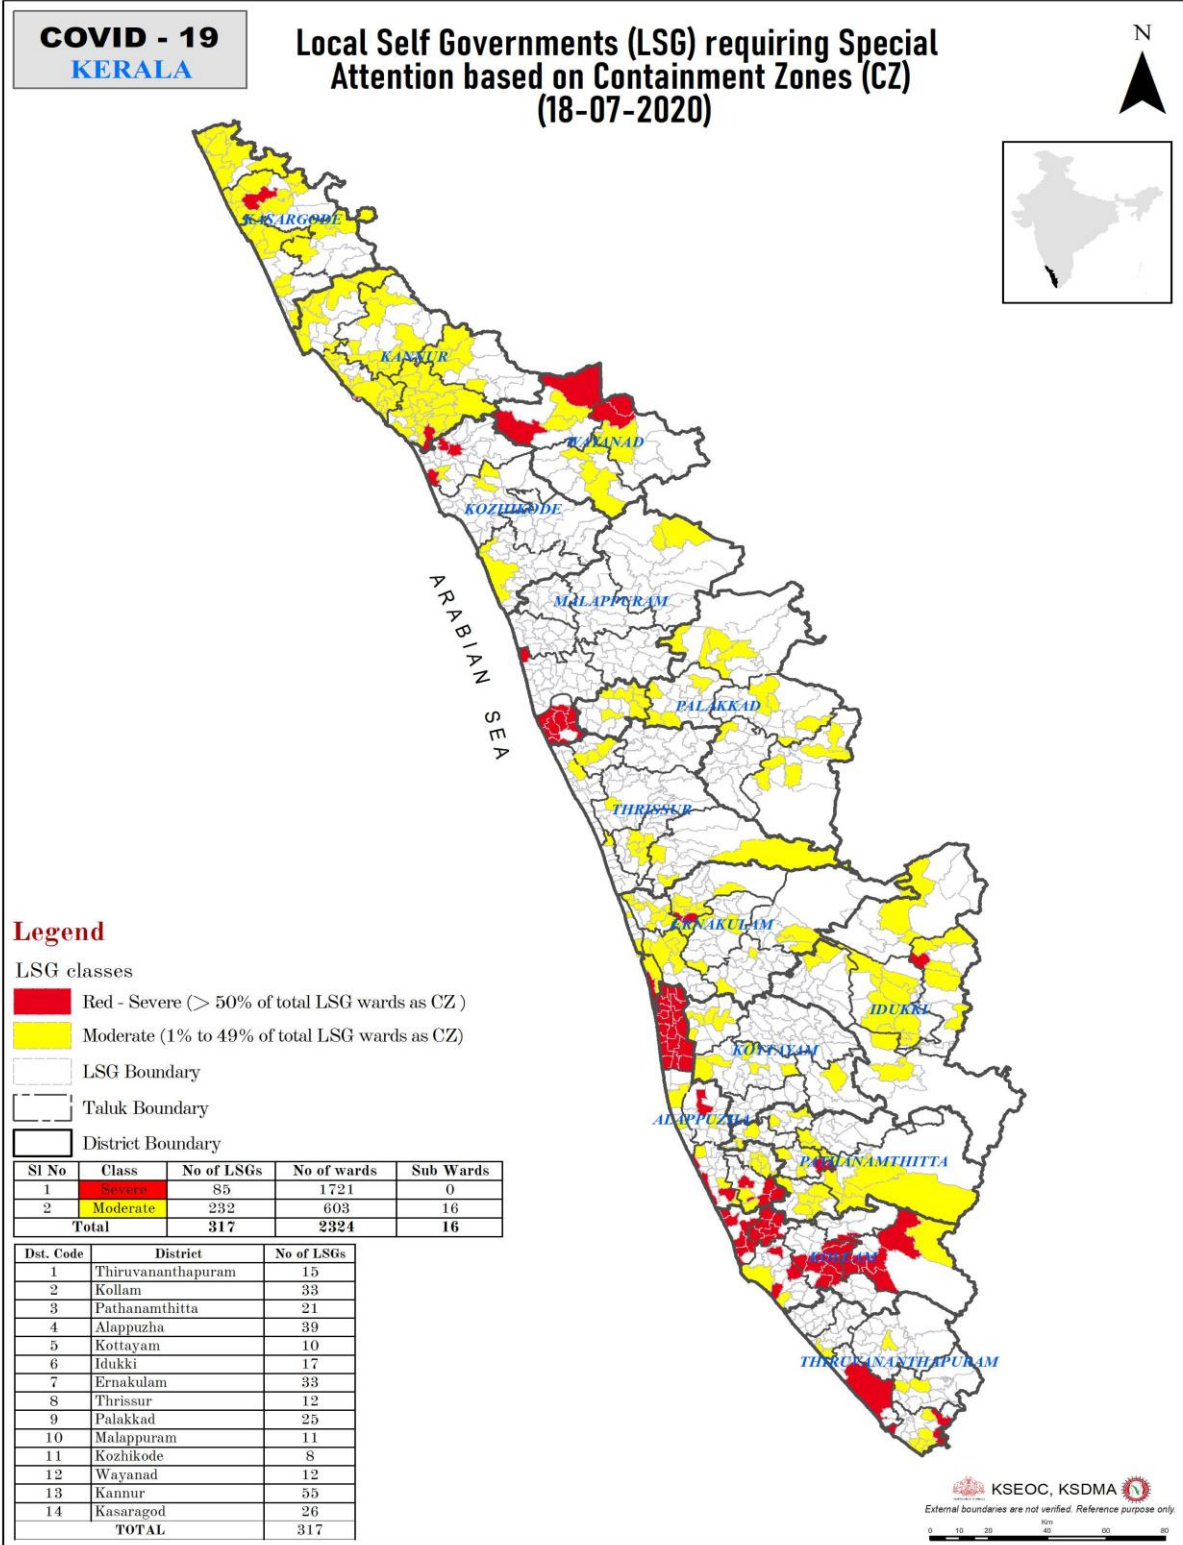 COVID - 19
KERALA
Local Self Governments (LSG) requiring Special
Attention based on Containment Zones (CZ)
(18-07-2020)
N
KASARGODE
KANNUR
WAYANAD
KOZHIKODE
MALAPPURAM
ARABIAN SEA
PALAKKAD
THRISSUR
ERNAKULAM
IDUKKI
KOTTAYAM
ALAPPUZHA
PATHANAMTHITTA
KOLLAM
THIRUVANANTHAPURAM
Legend
LSG classes
Red - Severe (> 50% of total LSG wards as CZ )
Moderate (1% to 49% of total LSG wards as CZ)
LSG Boundary
Taluk Boundary
District Boundary
Sl No Class No of LSGs No of wards Sub Wards
1 Severe 85 1721 0
2 Moderate 232 603 16
Total 317 2324 16
Dst. Code District No of LSGs
1 Thiruvananthapuram 15
2 Kollam 33
3 Pathanamthitta 21
4 Alappuzha 39
5 Kottayam 10
6 Idukki 17
7 Ernakulam 33
8 Thrissur 12
9 Palakkad 25
10 Malappuram 11
11 Kozhikode 8
12 Wayanad 12
13 Kannur 55
14 Kasaragod 26
TOTAL 317
KSEOC, KSDMA
External boundaries are not verified. Reference purpose only.
Km
0 10 20 40 60 80